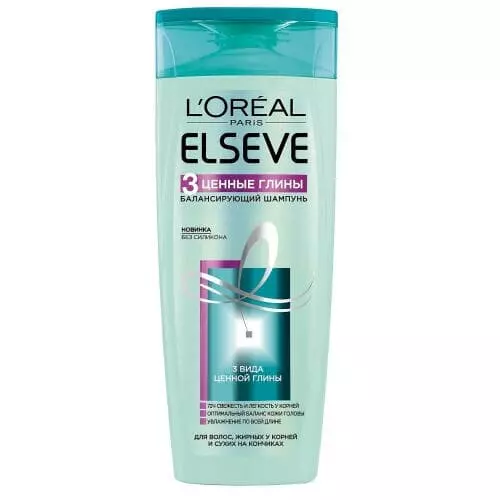 L'ORÉAL
PARIS
ELSEVE
3 ЦЕННЫЕ ГЛИНЫ
БАЛАНСИРУЮЩИЙ ШАМПУНЬ
НОВИНКА
БЕЗ СИЛИКОНА
3 ВИДА
ЦЕННОЙ ГЛИНЫ
72Ч СВЕЖЕСТЬ И ЛЕГКОСТЬ У КОРНЕЙ
ОПТИМАЛЬНЫЙ БАЛАНС КОЖИ ГОЛОВЫ
УВЛАЖНЕНИЕ ПО ВСЕЙ ДЛИНЕ
ДЛЯ ВОЛОС, ЖИРНЫХ У КОРНЕЙ
И СУХИХ НА КОНЧИКАХ